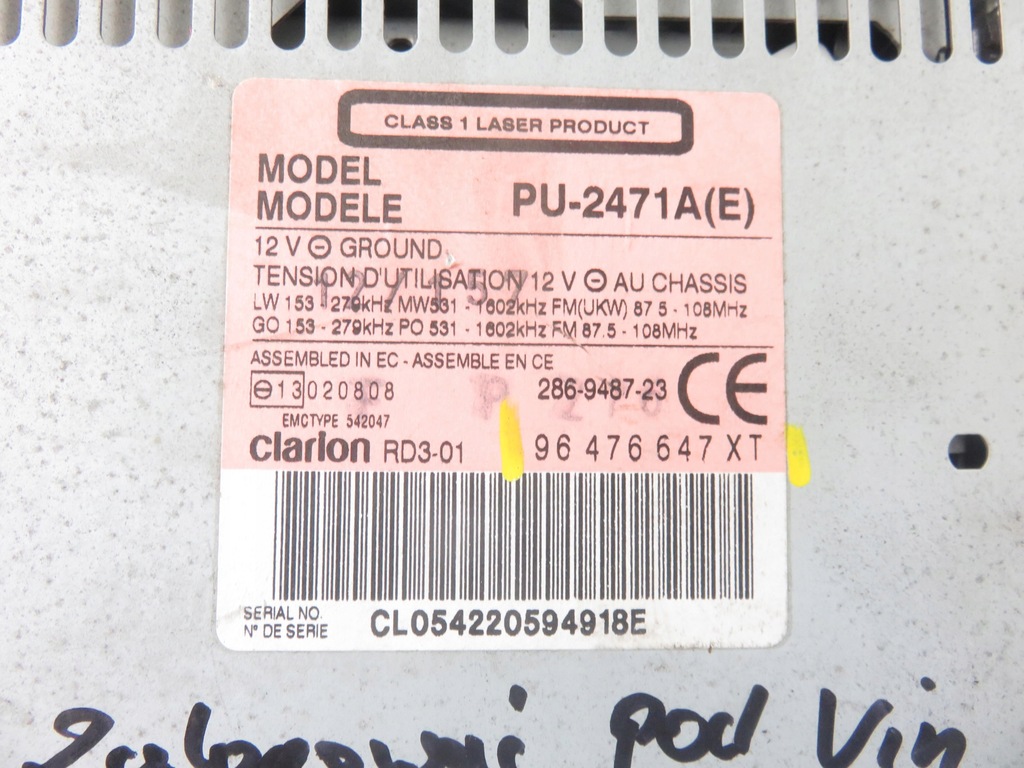 CLASS 1 LASER PRODUCT
MODEL
MODELE
PU-2471A(E)
12 V ⊖ GROUND
TENSION D'UTILISATION 12 V ⊖ AU CHASSIS
LW 153 - 279kHz MW531 - 1602kHz FM(UKW) 87 5 - 108MHz
GO 153 - 279kHz PO 531 - 1602kHz FM 87.5 - 108MHz
ASSEMBLED IN EC - ASSEMBLE EN CE
⊖13 020808
286-9487-23
CE
EMCTYPE 542047
clarion RD3-01
96 476 647 XT
SERIAL NO.
N° DE SERIE
CL054220594918E
pod Vin